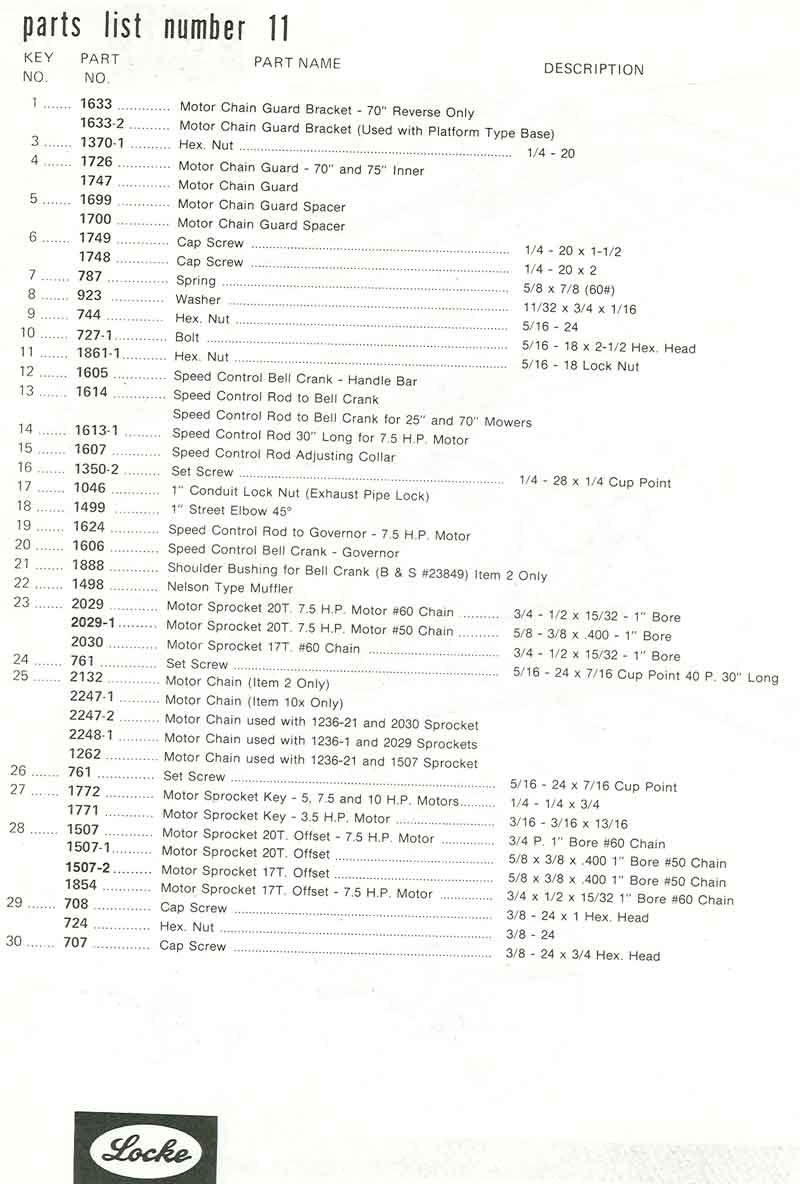 parts list number 11
KEY NO. PART NO. PART NAME DESCRIPTION
1 ....... 1633 ............. Motor Chain Guard Bracket - 70" Reverse Only
1633-2 .......... Motor Chain Guard Bracket (Used with Platform Type Base)
3 ....... 1370-1 .......... Hex. Nut ............ 1/4 - 20
4 ....... 1726 ............. Motor Chain Guard - 70" and 75" Inner
1747 ............. Motor Chain Guard
5 ....... 1699 ............. Motor Chain Guard Spacer
1700 ............. Motor Chain Guard Spacer
6 ....... 1749 ............. Cap Screw ............ 1/4 - 20 x 1-1/2
1748 ............. Cap Screw ............ 1/4 - 20 x 2
7 ....... 787 ............. Spring ............ 5/8 x 7/8 (60#)
8 ....... 923 ............. Washer ............ 11/32 x 3/4 x 1/16
9 ....... 744 ............. Hex. Nut ............ 5/16 - 24
10 ....... 727-1 ............. Bolt ............ 5/16 - 18 x 2-1/2 Hex. Head
11 ....... 1861-1 .......... Hex. Nut ............ 5/16 - 18 Lock Nut
12 ....... 1605 ............. Speed Control Bell Crank - Handle Bar
13 ....... 1614 ............. Speed Control Rod to Bell Crank
Speed Control Rod to Bell Crank for 25" and 70" Mowers
14 ....... 1613-1 .......... Speed Control Rod 30" Long for 7.5 H.P. Motor
15 ....... 1607 ............. Speed Control Rod Adjusting Collar
16 ....... 1350-2 .......... Set Screw ............ 1/4 - 28 x 1/4 Cup Point
17 ....... 1046 ............. 1" Conduit Lock Nut (Exhaust Pipe Lock)
18 ....... 1499 ............. 1" Street Elbow 45°
19 ....... 1624 ............. Speed Control Rod to Governor - 7.5 H.P. Motor
20 ....... 1606 ............. Speed Control Bell Crank - Governor
21 ....... 1888 ............. Shoulder Bushing for Bell Crank (B & S #23849) Item 2 Only
22 ....... 1498 ............. Nelson Type Muffler
23 ....... 2029 ............. Motor Sprocket 20T. 7.5 H.P. Motor #60 Chain .......... 3/4 - 1/2 x 15/32 - 1" Bore
2029-1 .......... Motor Sprocket 20T. 7.5 H.P. Motor #50 Chain .......... 5/8 - 3/8 x .400 - 1" Bore
2030 ............. Motor Sprocket 17T. #60 Chain ............ 3/4 - 1/2 x 15/32 - 1" Bore
24 ....... 761 ............. Set Screw ............ 5/16 - 24 x 7/16 Cup Point 40 P. 30" Long
25 ....... 2132 ............. Motor Chain (Item 2 Only)
2247-1 .......... Motor Chain (Item 10x Only)
2247-2 .......... Motor Chain used with 1236-21 and 2030 Sprocket
2248-1 .......... Motor Chain used with 1236-1 and 2029 Sprockets
1262 ............. Motor Chain used with 1236-21 and 1507 Sprocket
26 ....... 761 ............. Set Screw ............ 5/16 - 24 x 7/16 Cup Point
27 ....... 1772 ............. Motor Sprocket Key - 5, 7.5 and 10 H.P. Motors.......... 1/4 - 1/4 x 3/4
1771 ............. Motor Sprocket Key - 3.5 H.P. Motor ............ 3/16 - 3/16 x 13/16
28 ....... 1507 ............. Motor Sprocket 20T. Offset - 7.5 H.P. Motor ............ 3/4 P. 1" Bore #60 Chain
1507-1 .......... Motor Sprocket 20T. Offset ............ 5/8 x 3/8 x .400 1" Bore #50 Chain
1507-2 .......... Motor Sprocket 17T. Offset ............ 5/8 x 3/8 x .400 1" Bore #50 Chain
1854 ............. Motor Sprocket 17T. Offset - 7.5 H.P. Motor ............ 3/4 x 1/2 x 15/32 1" Bore #60 Chain
29 ....... 708 ............. Cap Screw ............ 3/8 - 24 x 1 Hex. Head
724 ............. Hex. Nut ............ 3/8 - 24
30 ....... 707 ............. Cap Screw ............ 3/8 - 24 x 3/4 Hex. Head
Locke